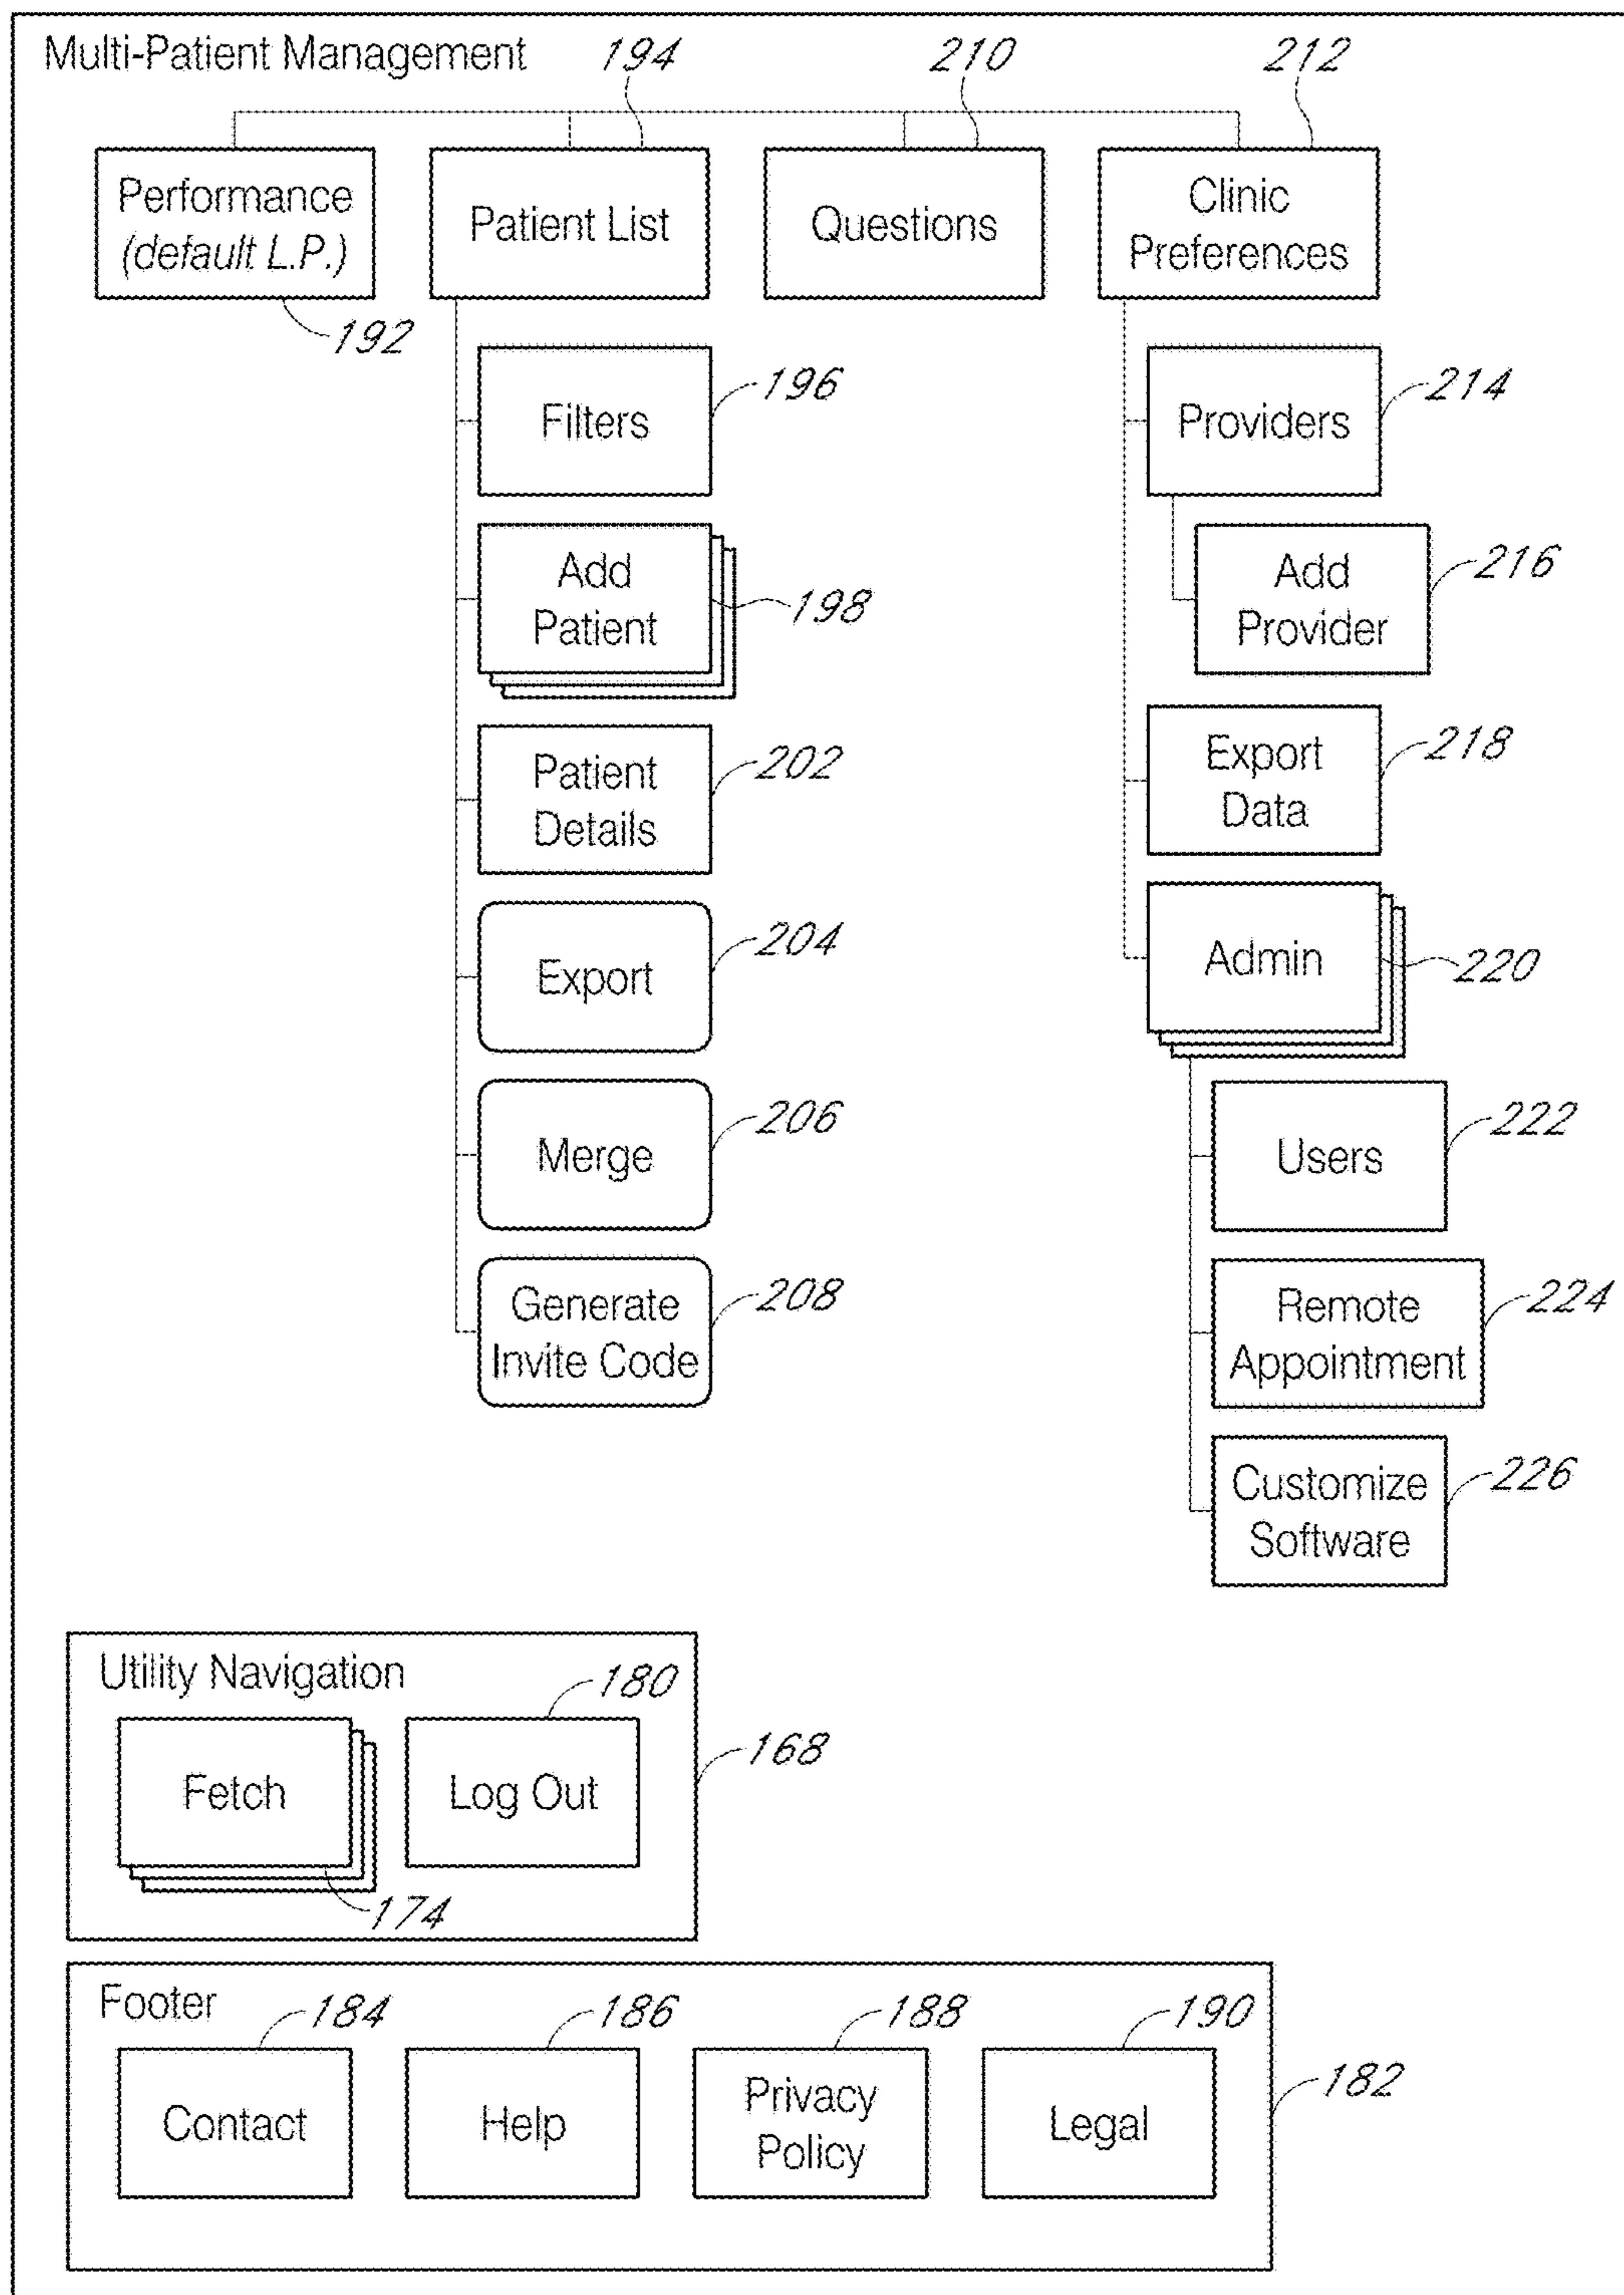 Multi-Patient Management
194
210
212
Performance
(default L.P.)
192
Patient List
Questions
Clinic
Preferences
Filters
196
Add
Patient
198
Patient
Details
202
Export
204
Merge
206
Generate
Invite Code
208
Providers
214
Add
Provider
216
Export
Data
218
Admin
220
Users
222
Remote
Appointment
224
Customize
Software
226
Utility Navigation
180
Fetch
Log Out
168
174
Footer
184
186
188
190
Contact
Help
Privacy
Policy
Legal
182